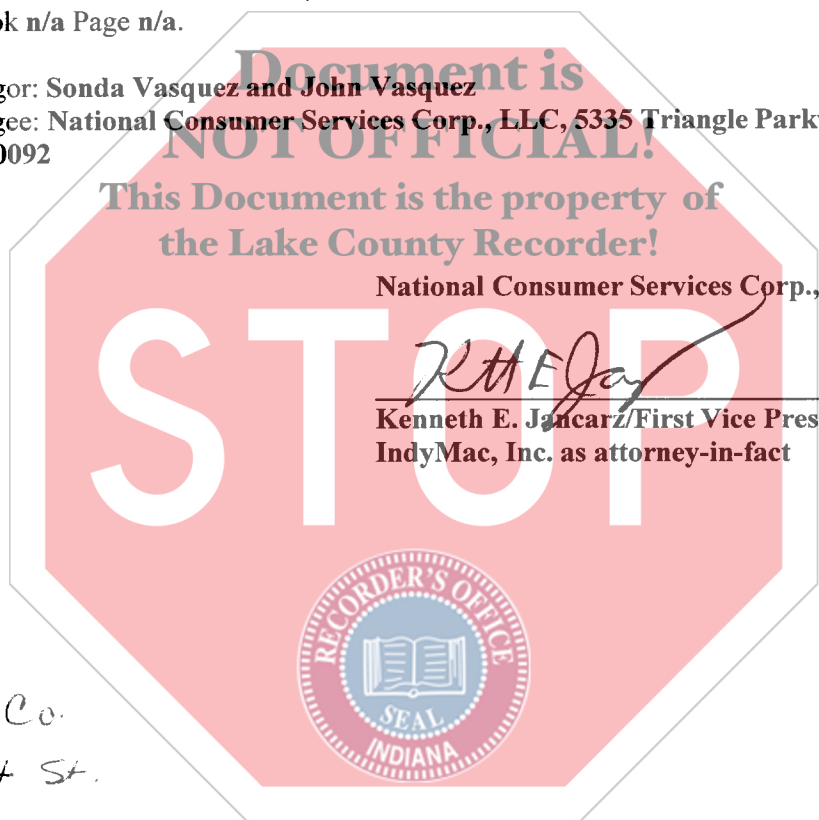 ok n/a Page n/a.
Document is
gor: Sonda Vasquez and John Vasquez
gee: National Consumer Services Corp., LLC, 5335 Triangle Park
NOT OFFICIAL!
0092
This Document is the property of
the Lake County Recorder!
National Consumer Services Corp.,
STOP
Kenneth E. Jancarz/First Vice Pres
IndyMac, Inc. as attorney-in-fact
RECORDER'S OFFICE
SEAL
INDIANA
Co.
St.